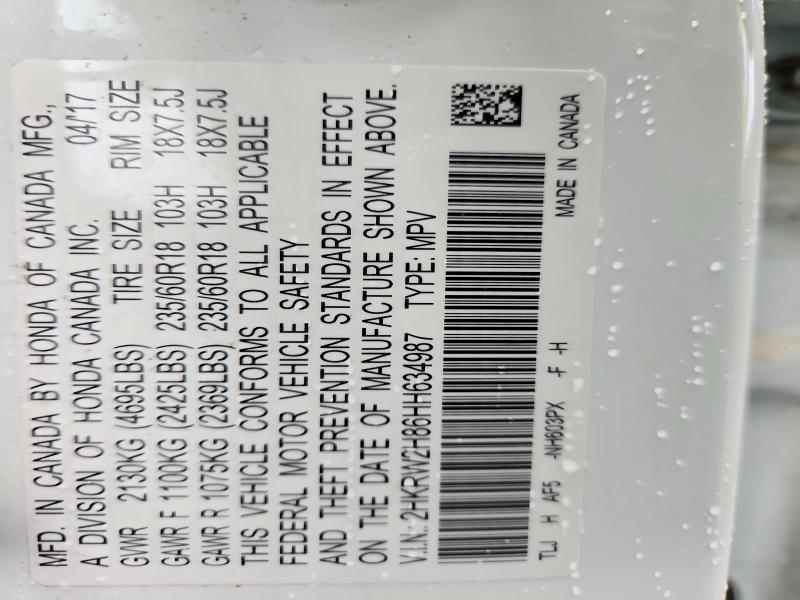 MFD. IN CANADA BY HONDA OF CANADA MFG.,
A DIVISION OF HONDA CANADA INC. 04/17
GVWR 2130KG (4695LBS) TIRE SIZE RIM SIZE
GAWR F 1100KG (2425LBS) 235/60R18 103H 18X7.5J
GAWR R 1075KG (2369LBS) 235/60R18 103H 18X7.5J
THIS VEHICLE CONFORMS TO ALL APPLICABLE
FEDERAL MOTOR VEHICLE SAFETY
AND THEFT PREVENTION STANDARDS IN EFFECT
ON THE DATE OF MANUFACTURE SHOWN ABOVE.
V.I.N.: 2HKRW2H86HH634987 TYPE: MPV
TLJ H AF5 -NH603PX -F -H
MADE IN CANADA